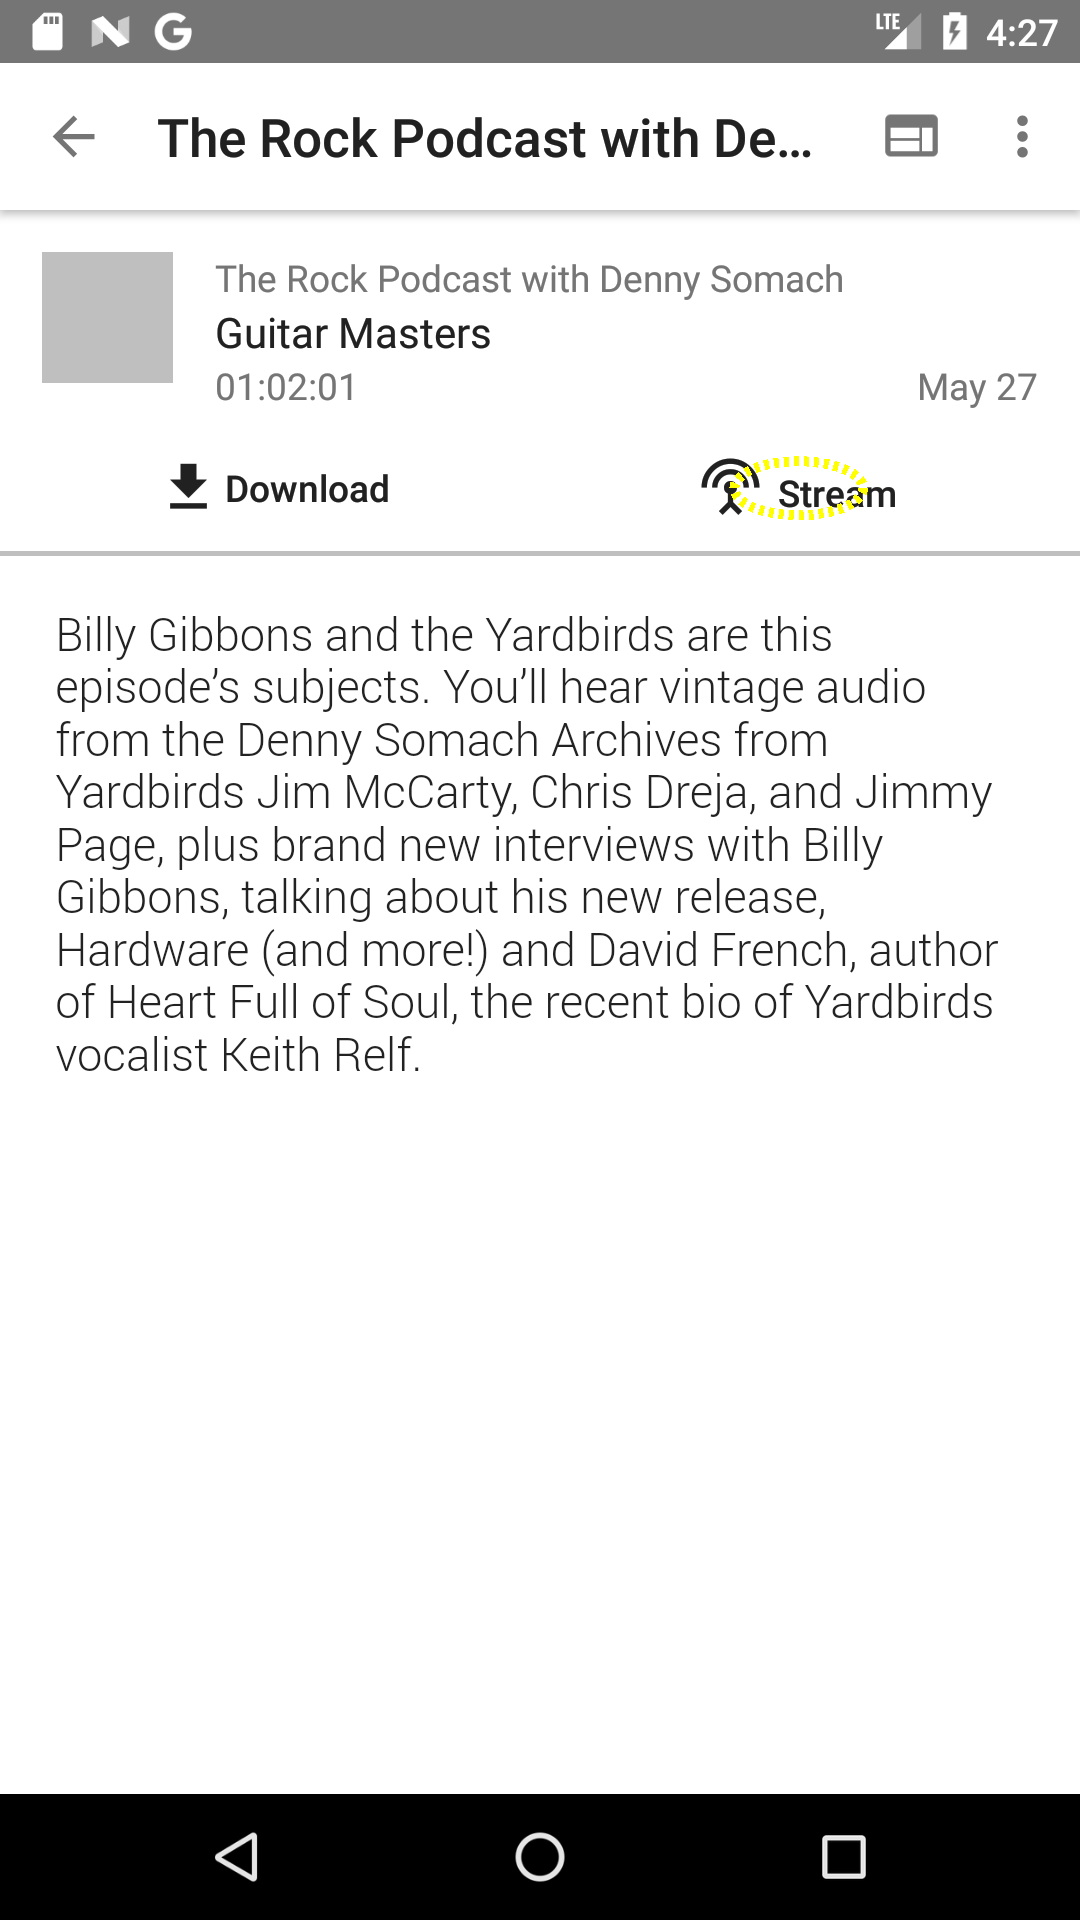 LTE 4:27
The Rock Podcast with De...
The Rock Podcast with Denny Somach
Guitar Masters
01:02:01 May 27
Download Stream
Billy Gibbons and the Yardbirds are this
episode’s subjects. You’ll hear vintage audio
from the Denny Somach Archives from
Yardbirds Jim McCarty, Chris Dreja, and Jimmy
Page, plus brand new interviews with Billy
Gibbons, talking about his new release,
Hardware (and more!) and David French, author
of Heart Full of Soul, the recent bio of Yardbirds
vocalist Keith Relf.